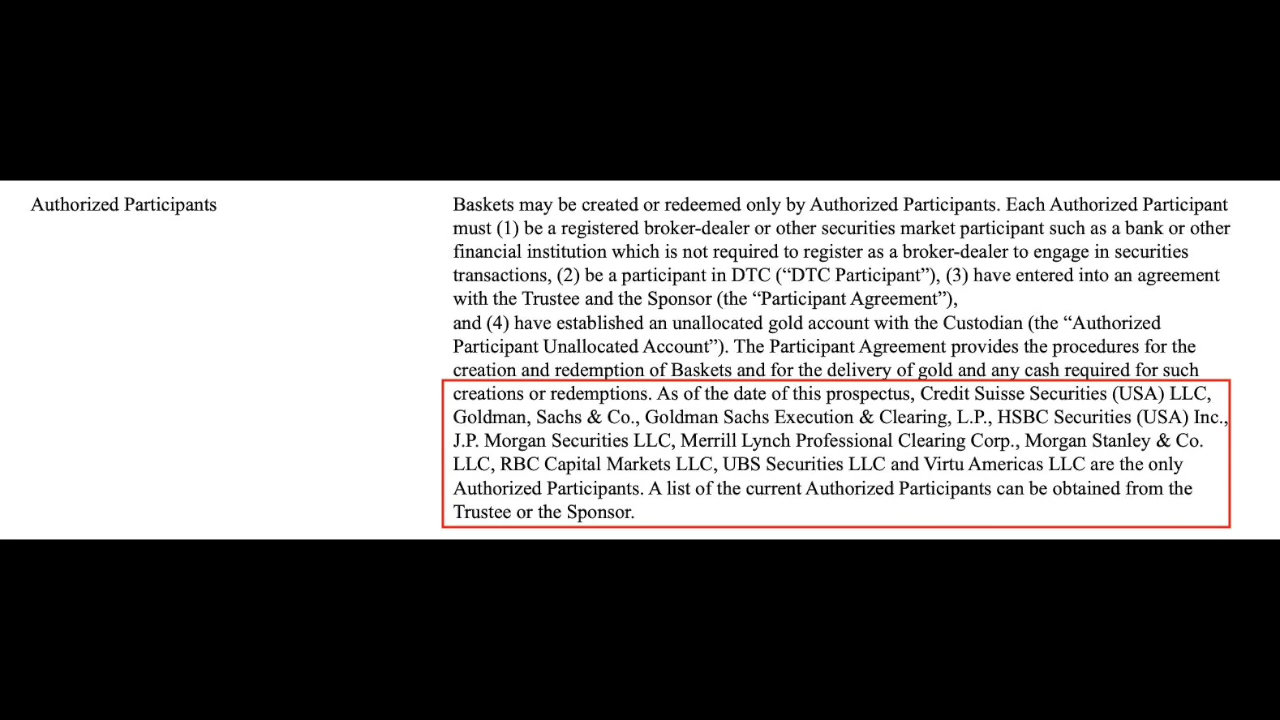 Authorized Participants
Baskets may be created or redeemed only by Authorized Participants. Each Authorized Participant
must (1) be a registered broker-dealer or other securities market participant such as a bank or other
financial institution which is not required to register as a broker-dealer to engage in securities
transactions, (2) be a participant in DTC (“DTC Participant”), (3) have entered into an agreement
with the Trustee and the Sponsor (the “Participant Agreement”),
and (4) have established an unallocated gold account with the Custodian (the “Authorized
Participant Unallocated Account”). The Participant Agreement provides the procedures for the
creation and redemption of Baskets and for the delivery of gold and any cash required for such
creations or redemptions. As of the date of this prospectus, Credit Suisse Securities (USA) LLC,
Goldman, Sachs & Co., Goldman Sachs Execution & Clearing, L.P., HSBC Securities (USA) Inc.,
J.P. Morgan Securities LLC, Merrill Lynch Professional Clearing Corp., Morgan Stanley & Co.
LLC, RBC Capital Markets LLC, UBS Securities LLC and Virtu Americas LLC are the only
Authorized Participants. A list of the current Authorized Participants can be obtained from the
Trustee or the Sponsor.